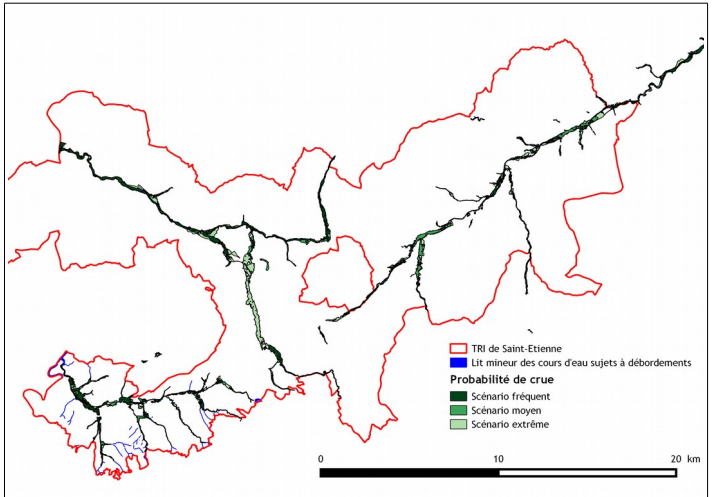 TRI de Saint-Etienne
Lit mineur des cours d'eau sujets à débordements
Probabilité de crue
Scénario fréquent
Scénario moyen
Scénario extrême
0 10 20 km